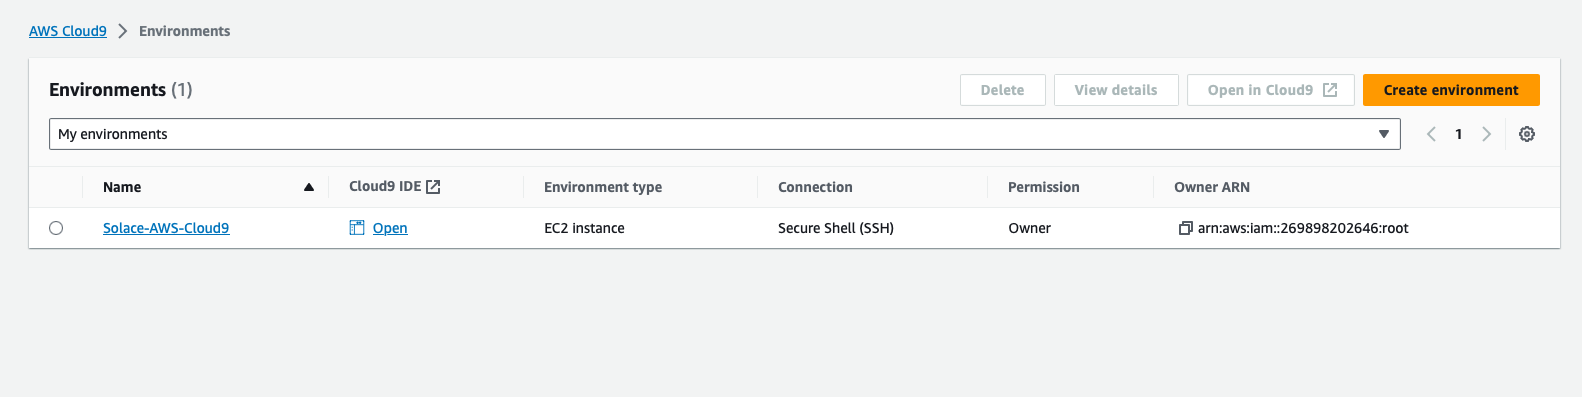 AWS Cloud9 > Environments
Environments (1) Delete View details Open in Cloud9 Create environment
My environments 1
Name Cloud9 IDE Environment type Connection Permission Owner ARN
Solace-AWS-Cloud9 Open EC2 instance Secure Shell (SSH) Owner arn:aws:iam::269898202646:root